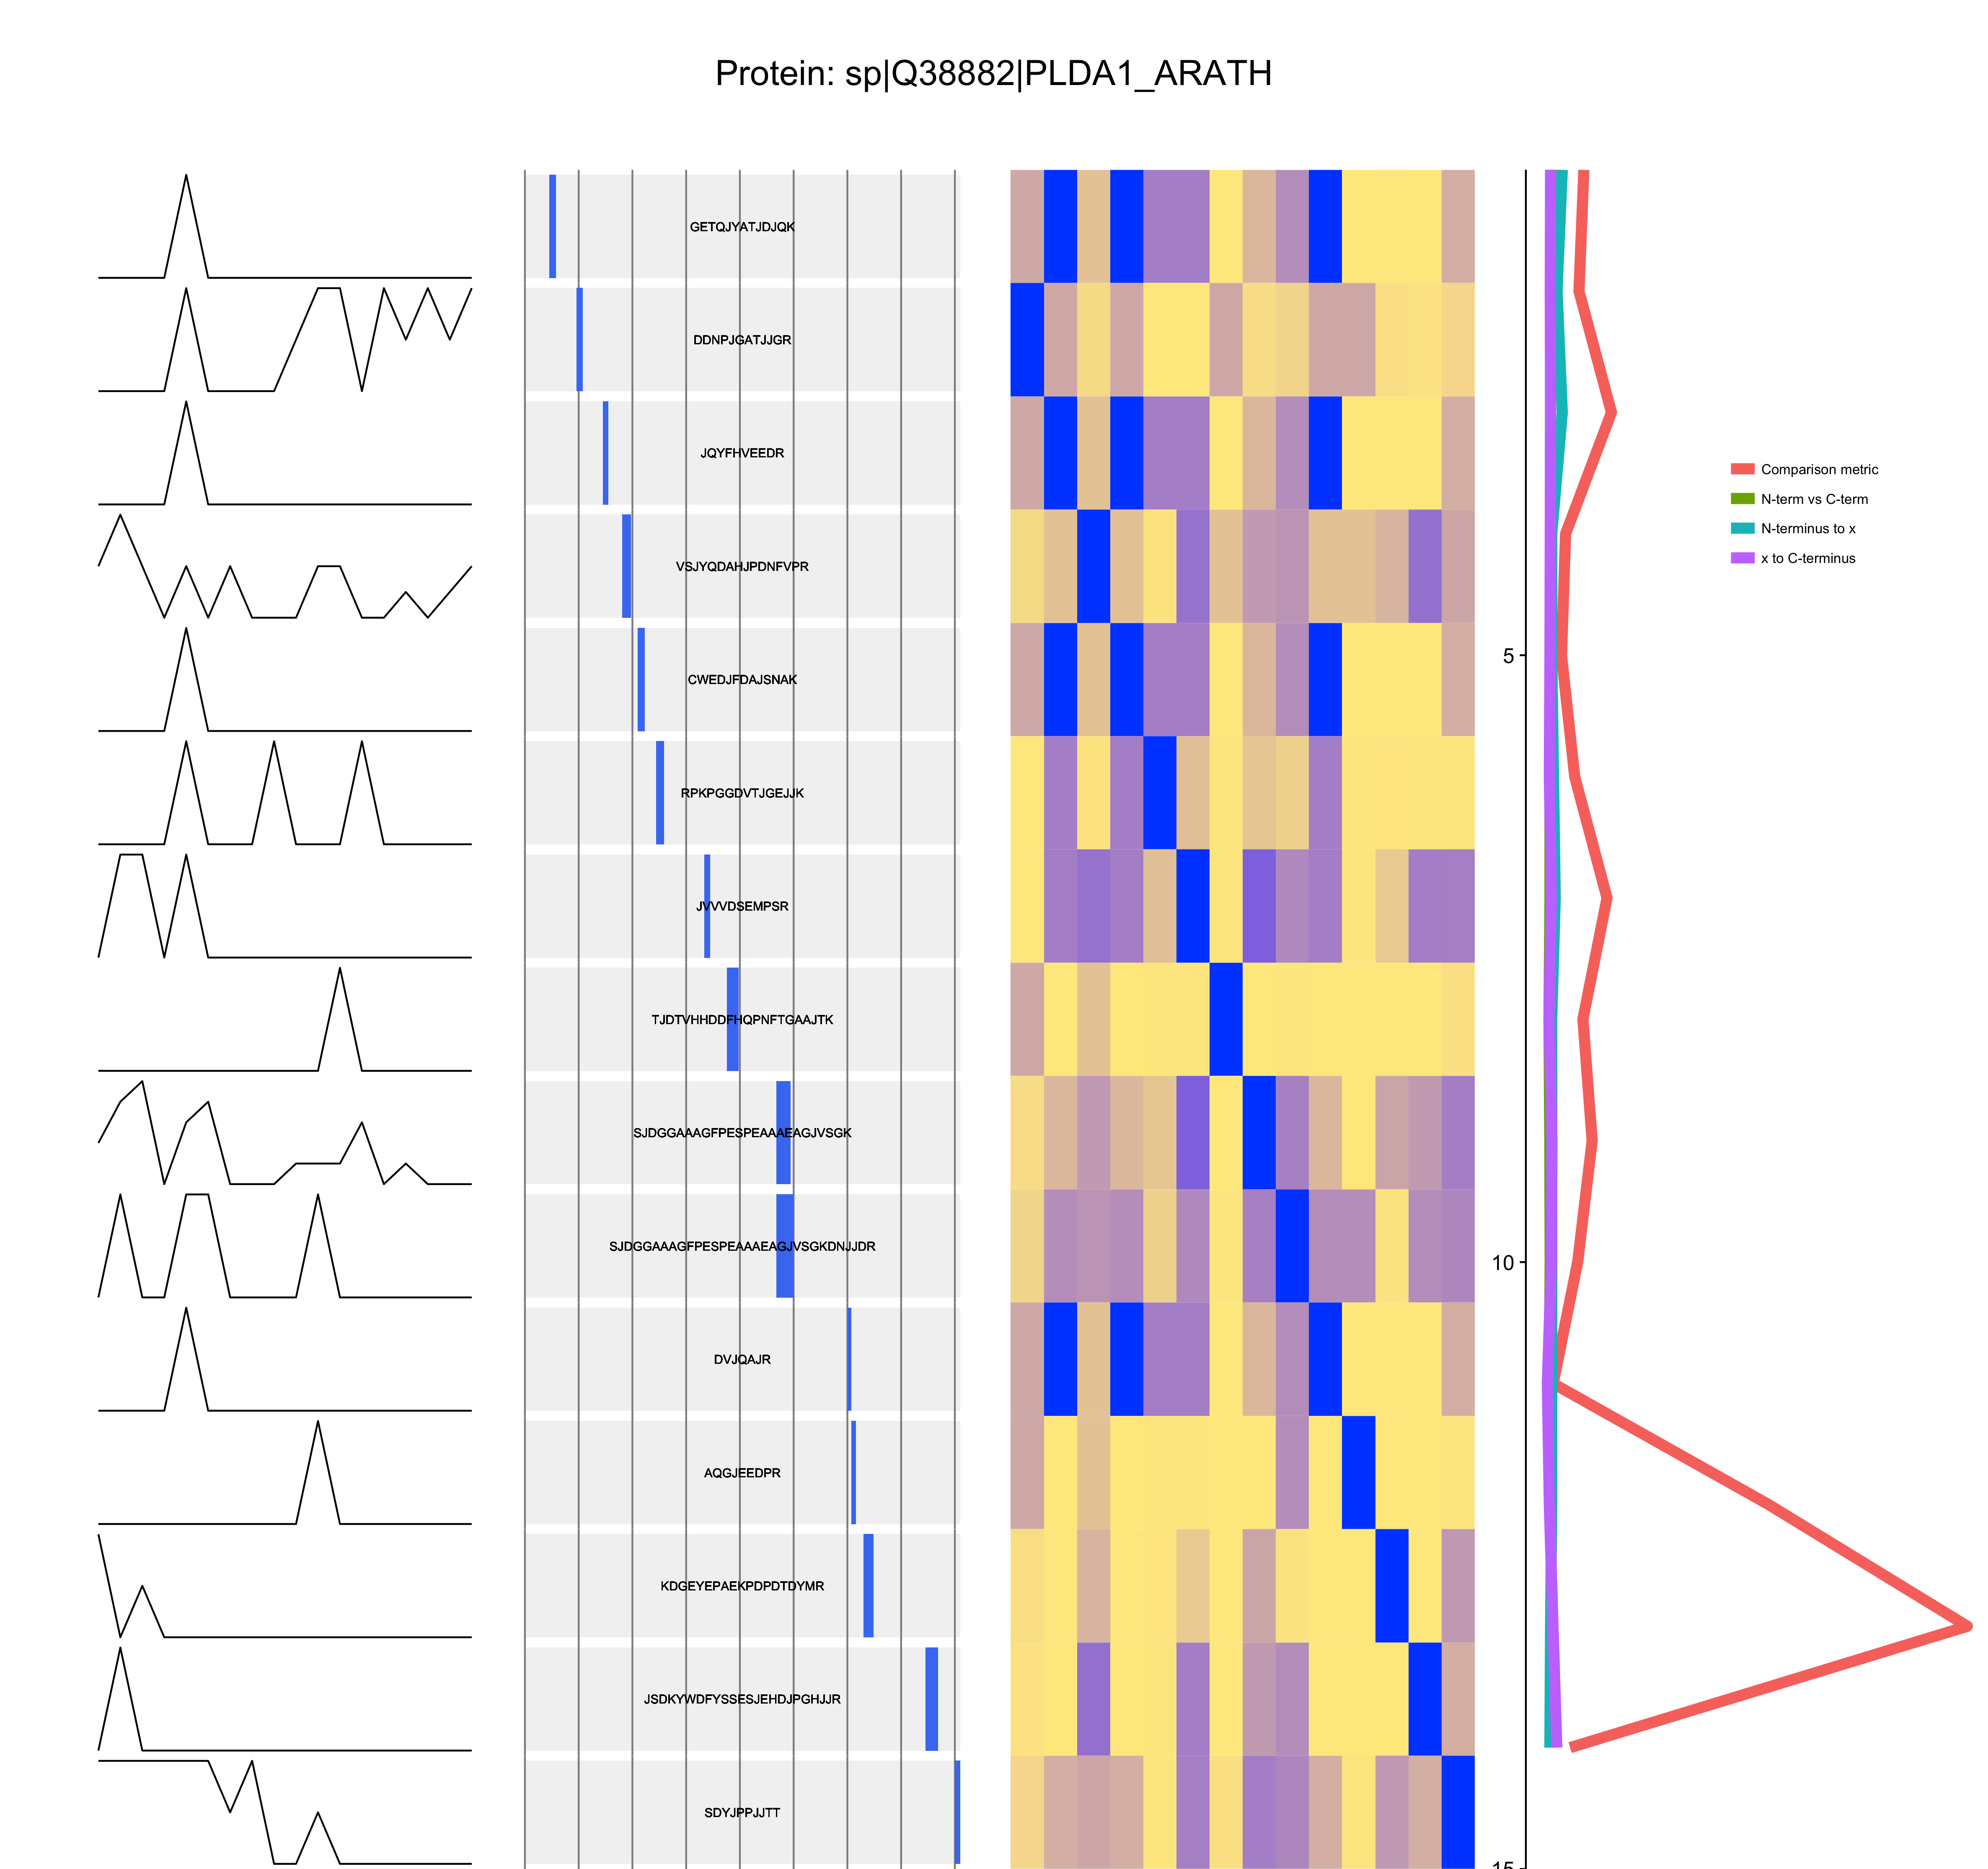 Protein: sp|Q38882|PLDA1_ARATH
GETQJYATJDJQK
DDNPJGATJJGR
JQYFHVEEDR
Comparison metric
N-term vs C-term
N-terminus to x
x to C-terminus
VSJYQDAHJPDNFVPR
5
CWEDJFDAJSNAK
RPKPGGDVTJGEJJK
JVVVDSEMPSR
TJDTVHHDDFHQPNFTGAAJTK
SJDGGAAAGFPESPEAAAEAGJVSGK
SJDGGAAAGFPESPEAAAEAGJVSGKDNJJDR
10
DVJQAJR
AQGJEEDPR
KDGEYEPAEKPDPDTDYMR
JSDKYWDFYSSESJEHDJPGHJJR
SDYJPPJJTT
15